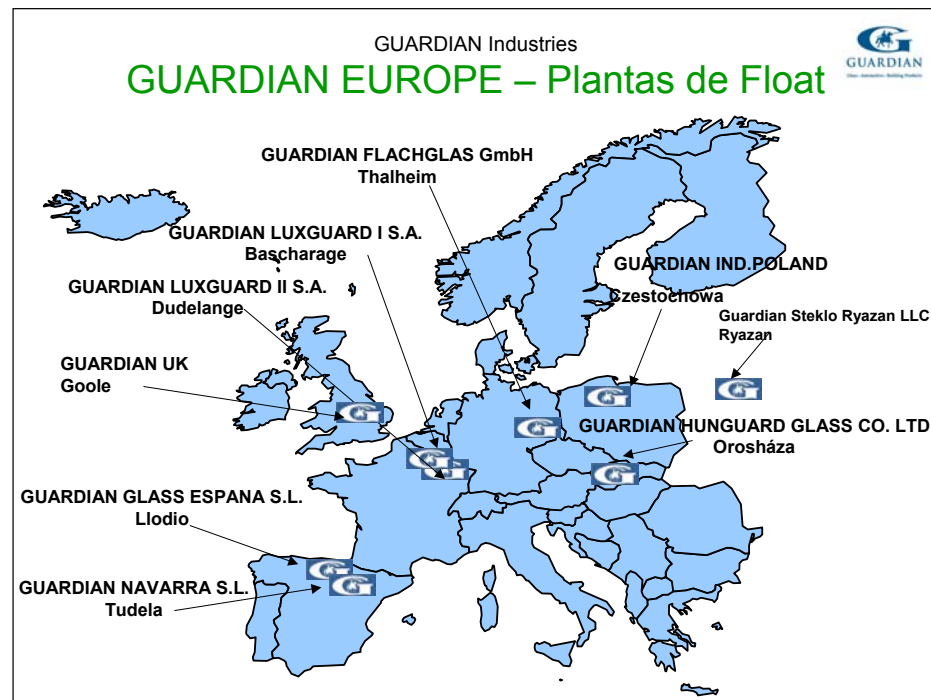 GUARDIAN Industries
GUARDIAN EUROPE – Plantas de Float
GUARDIAN
GUARDIAN FLACHGLAS GmbH
Thalheim
GUARDIAN LUXGUARD I S.A.
Bascharage
GUARDIAN IND.POLAND
Czestochowa
GUARDIAN LUXGUARD II S.A.
Dudelange
Guardian Steklo Ryazan LLC
Ryazan
GUARDIAN UK
Goole
GUARDIAN HUNGUARD GLASS CO. LTD
Orosháza
GUARDIAN GLASS ESPANA S.L.
Llodio
GUARDIAN NAVARRA S.L.
Tudela